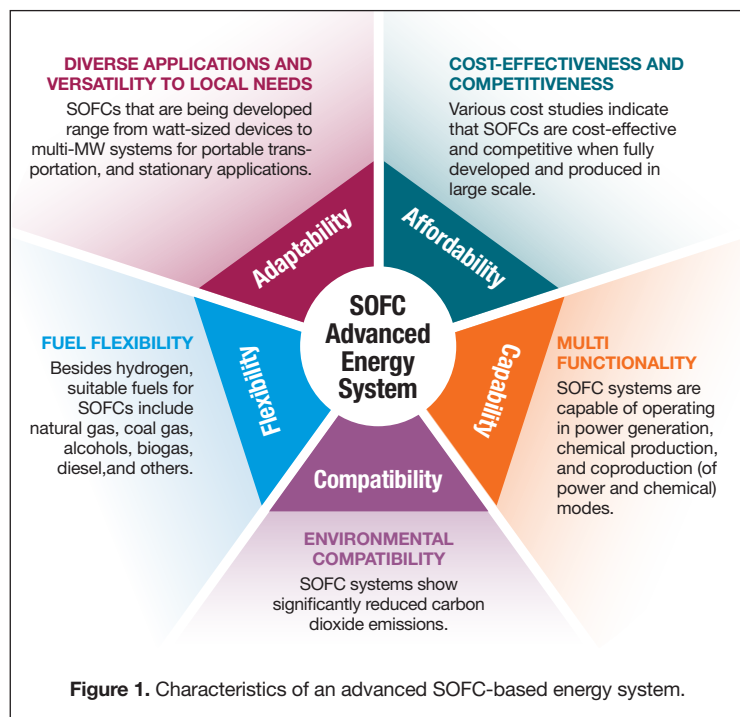 DIVERSE APPLICATIONS AND
VERSATILITY TO LOCAL NEEDS
SOFCs that are being developed
range from watt-sized devices to
multi-MW systems for portable trans-
portation, and stationary applications.
COST-EFFECTIVENESS AND
COMPETITIVENESS
Various cost studies indicate
that SOFCs are cost-effective
and competitive when fully
developed and produced in
large scale.
Adaptability
Affordability
SOFC
Advanced
Energy
System
FUEL FLEXIBILITY
Besides hydrogen,
suitable fuels for
SOFCs include
natural gas, coal gas,
alcohols, biogas,
diesel,and others.
Flexibility
Capability
MULTI
FUNCTIONALITY
SOFC systems are
capable of operating
in power generation,
chemical production,
and coproduction (of
power and chemical)
modes.
Compatibility
ENVIRONMENTAL
COMPATIBILITY
SOFC systems show
significantly reduced carbon
dioxide emissions.
Figure 1. Characteristics of an advanced SOFC-based energy system.